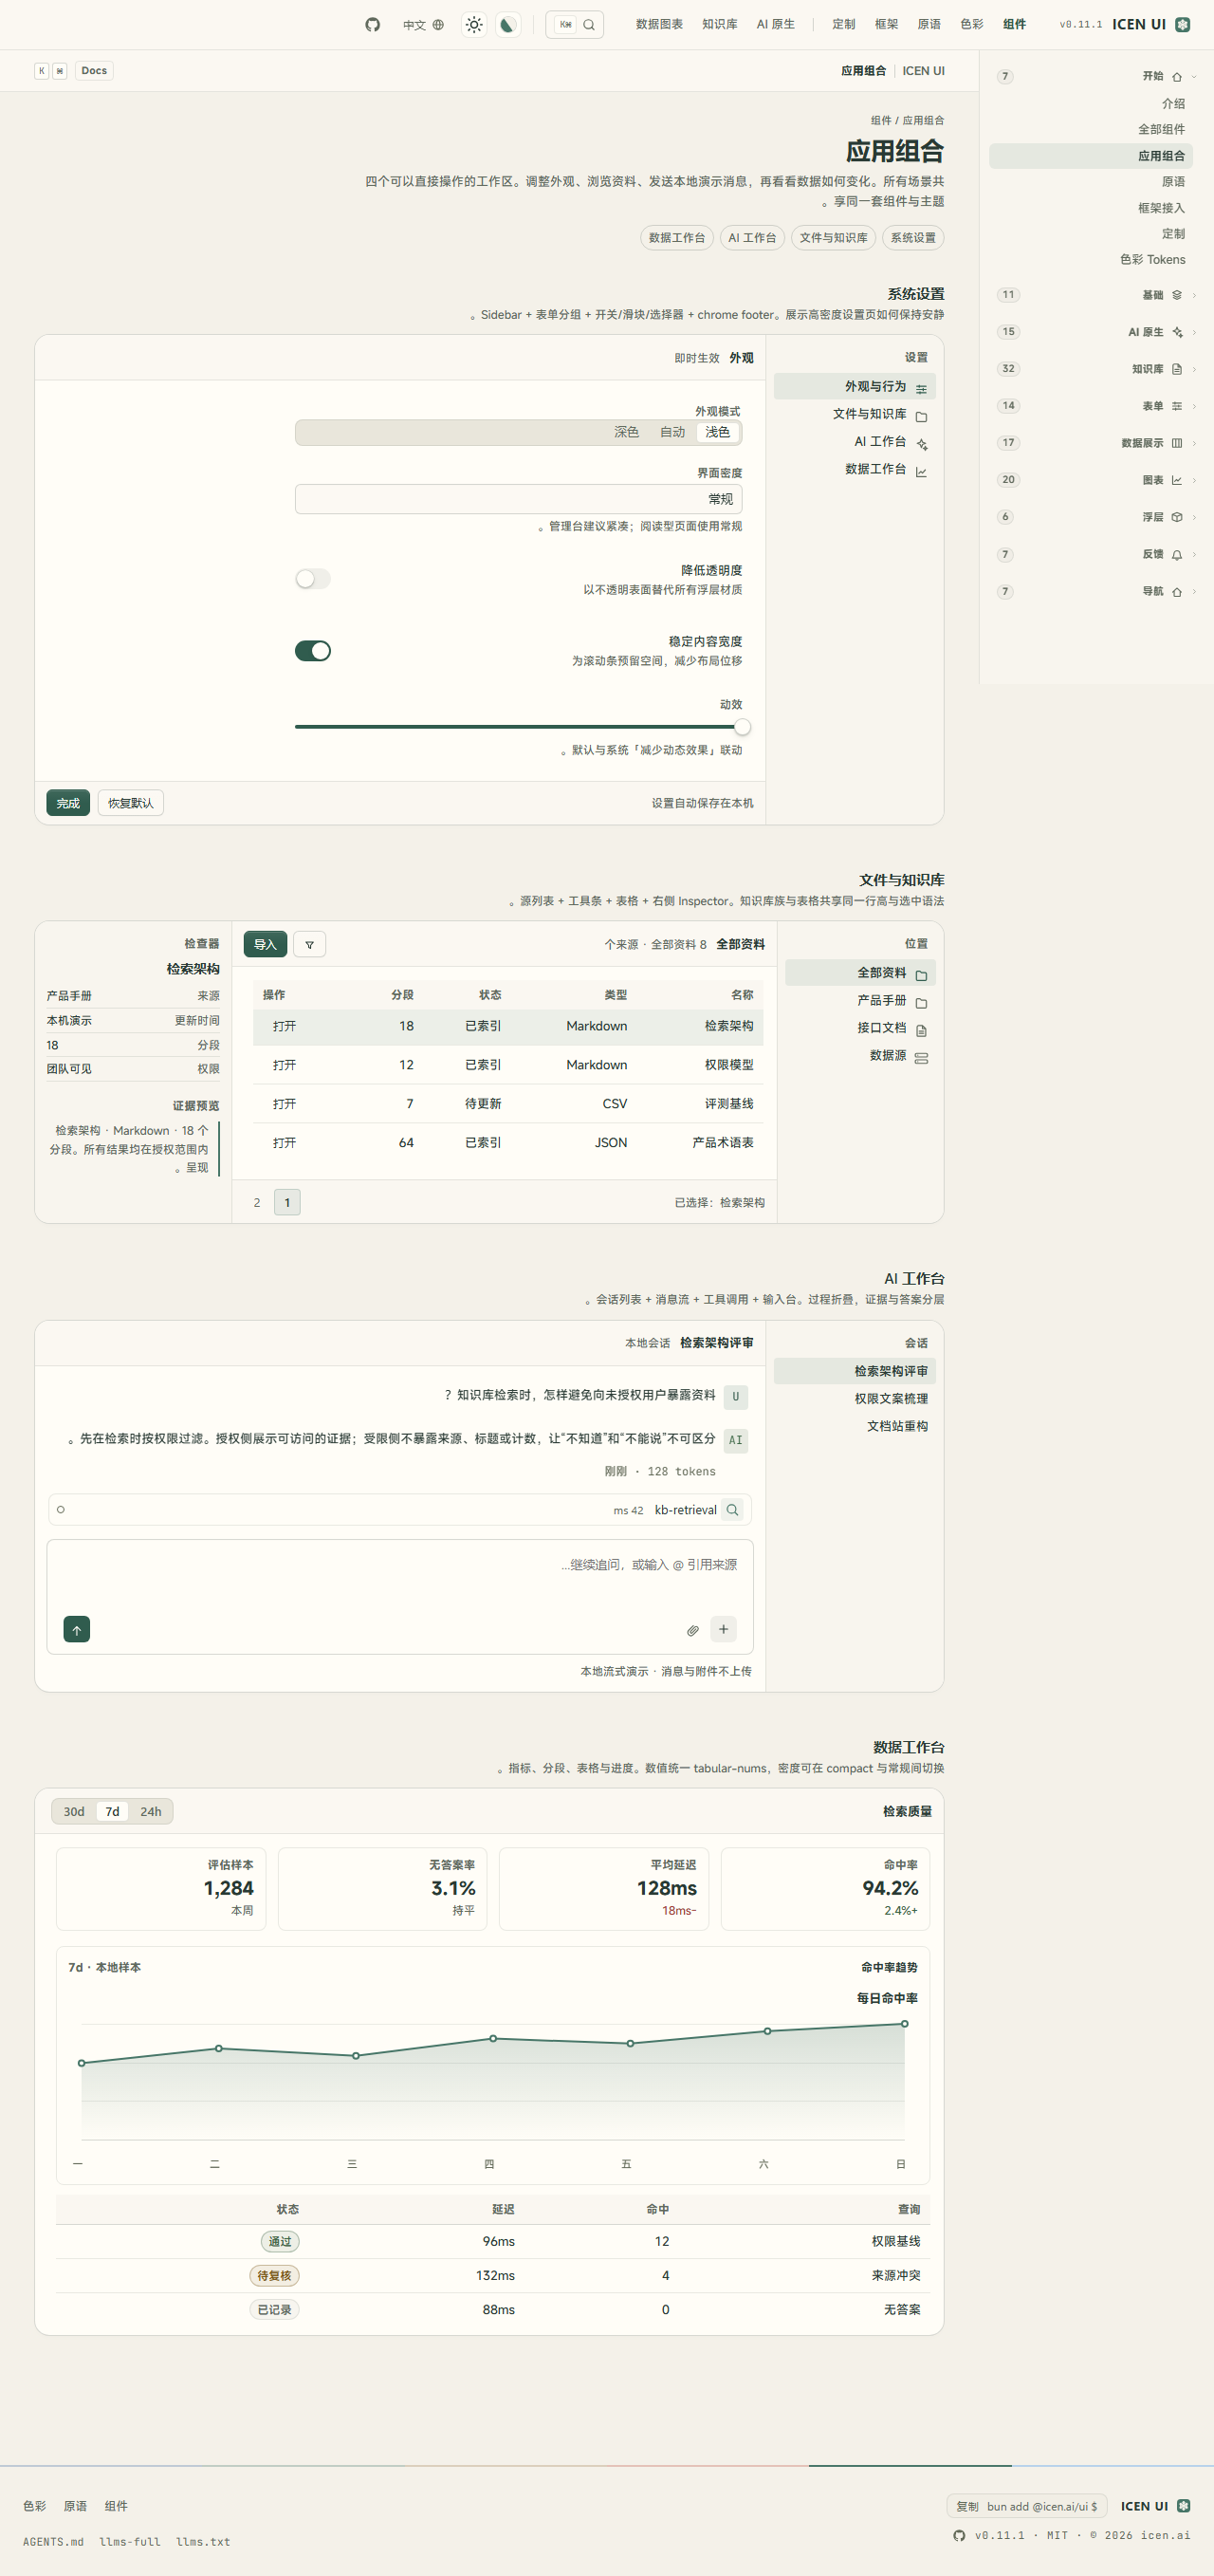 ICEN UI v0.11.1
组件 色彩 原语 框架 定制 AI 原生 知识库 数据图表
⌘K
中文
开始 7
介绍
全部组件
应用组合
原语
框架接入
定制
色彩 Tokens
基础 11
AI 原生 15
知识库 32
表单 14
数据展示 17
图表 20
浮层 6
反馈 7
导航 7
ICEN UI 应用组合
Docs ⌘ K
组件 / 应用组合
应用组合
四个可以直接操作的工作区。调整外观、浏览资料、发送本地演示消息，再看看数据如何变化。所有场景共
享同一套组件与主题。
系统设置 文件与知识库 AI 工作台 数据工作台
系统设置
Sidebar + 表单分组 + 开关/滑块/选择器 + chrome footer。展示高密度设置页如何保持安静。
设置
外观与行为
文件与知识库
AI 工作台
数据工作台
外观 即时生效
外观模式
浅色 自动 深色
界面密度
常规
管理台建议紧凑；阅读型页面使用常规。
降低透明度
以不透明表面替代所有浮层材质
稳定内容宽度
为滚动条预留空间，减少布局位移
动效
默认与系统「减少动态效果」联动。
设置自动保存在本机
恢复默认 完成
文件与知识库
源列表 + 工具条 + 表格 + 右侧 Inspector。知识库族与表格共享同一行高与选中语法。
位置
全部资料
产品手册
接口文档
数据源
全部资料 8 个来源 · 全部资料
导入
名称 类型 状态 分段 操作
检索架构 Markdown 已索引 18 打开
权限模型 Markdown 已索引 12 打开
评测基线 CSV 待更新 7 打开
产品术语表 JSON 已索引 64 打开
已选择：检索架构
1 2
检查器
检索架构
来源 产品手册
更新时间 本机演示
分段 18
权限 团队可见
证据预览
检索架构 · Markdown · 18 个
分段。所有结果均在授权范围内
呈现。
AI 工作台
会话列表 + 消息流 + 工具调用 + 输入台。过程折叠，证据与答案分层。
会话
检索架构评审
权限文案梳理
文档站重构
检索架构评审 本地会话
U 知识库检索时，怎样避免向未授权用户暴露资料？
AI 先在检索时按权限过滤。授权侧展示可访问的证据；受限侧不暴露来源、标题或计数，让“不知道”和“不能说”不可区分。
刚刚 · 128 tokens
kb-retrieval 42 ms
继续追问，或输入 @ 引用来源…
本地流式演示 · 消息与附件不上传
数据工作台
指标、分段、表格与进度。数值统一 tabular-nums，密度可在 compact 与常规间切换。
检索质量
24h 7d 30d
命中率
94.2%
+2.4%
平均延迟
128ms
-18ms
无答案率
3.1%
持平
评估样本
1,284
本周
命中率趋势
7d · 本地样本
每日命中率
一 二 三 四 五 六 日
查询 命中 延迟 状态
权限基线 12 96ms 通过
来源冲突 4 132ms 待复核
无答案 0 88ms 已记录
ICEN UI
$ bun add @icen.ai/ui 复制
v0.11.1 · MIT · © 2026 icen.ai
组件 原语 色彩
llms.txt llms-full AGENTS.md